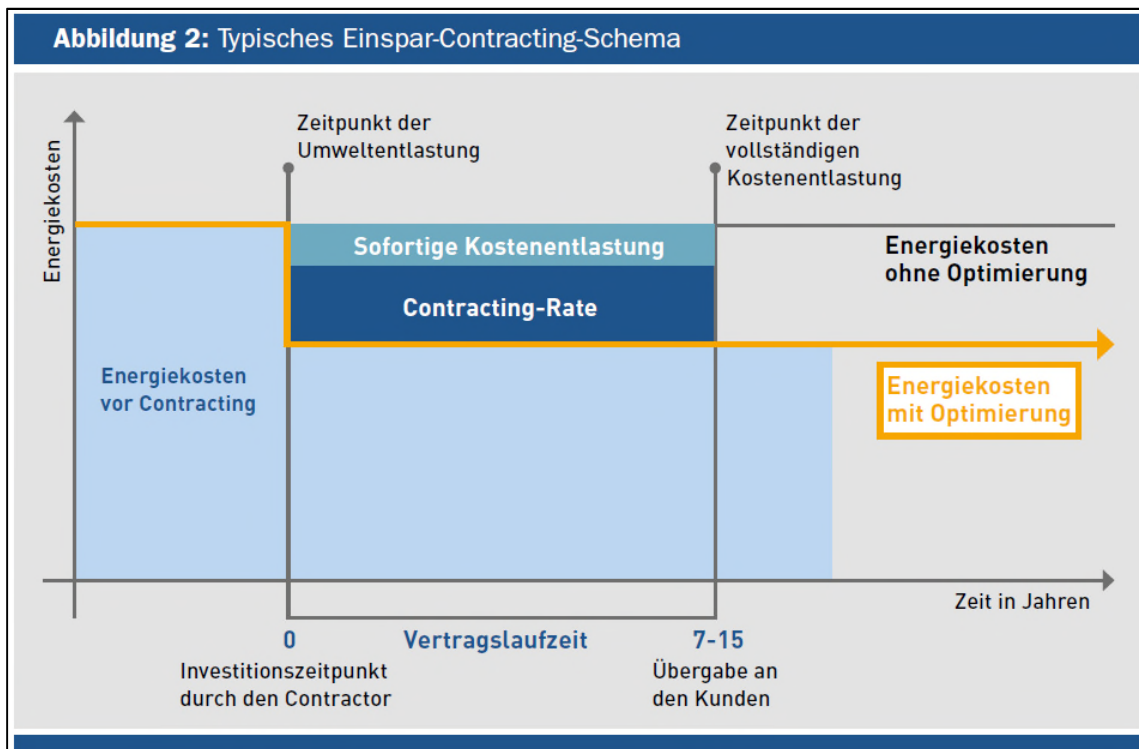 Abbildung 2: Typisches Einspar-Contracting-Schema
Energiekosten
Zeitpunkt der
Umweltentlastung
Zeitpunkt der
vollständigen
Kostenentlastung
Sofortige Kostenentlastung
Contracting-Rate
Energiekosten
ohne Optimierung
Energiekosten
vor Contracting
Energiekosten
mit Optimierung
Zeit in Jahren
0
Vertragslaufzeit
7-15
Investitionszeitpunkt
durch den Contractor
Übergabe an
den Kunden